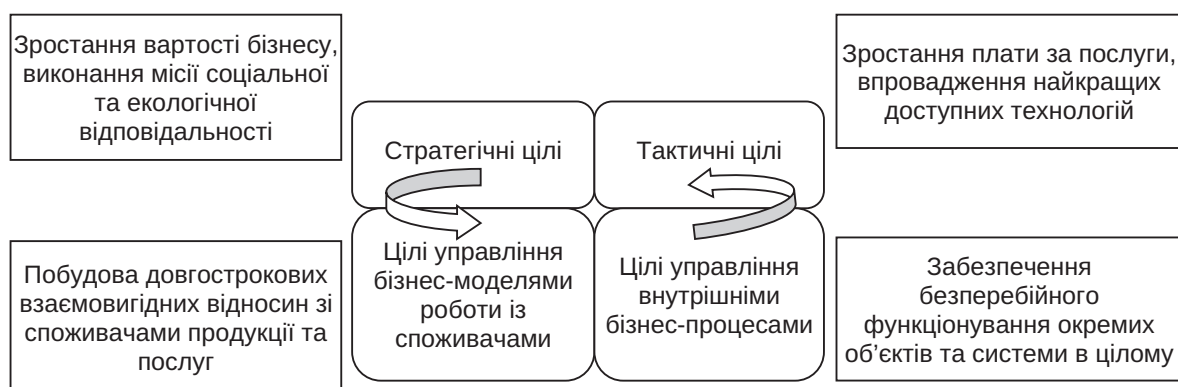 Зростання вартості бізнесу,
виконання місії соціальної
та екологічної
відповідальності
Зростання плати за послуги,
впровадження найкращих
доступних технологій
Стратегічні цілі
Тактичні цілі
Побудова довгострокових
взаємовигідних відносин зі
споживачами продукції та
послуг
Цілі управління
бізнес-моделями
роботи із
споживачами
Цілі управління
внутрішніми
бізнес-процесами
Забезпечення
безперебійного
функціонування окремих
об’єктів та системи в цілому